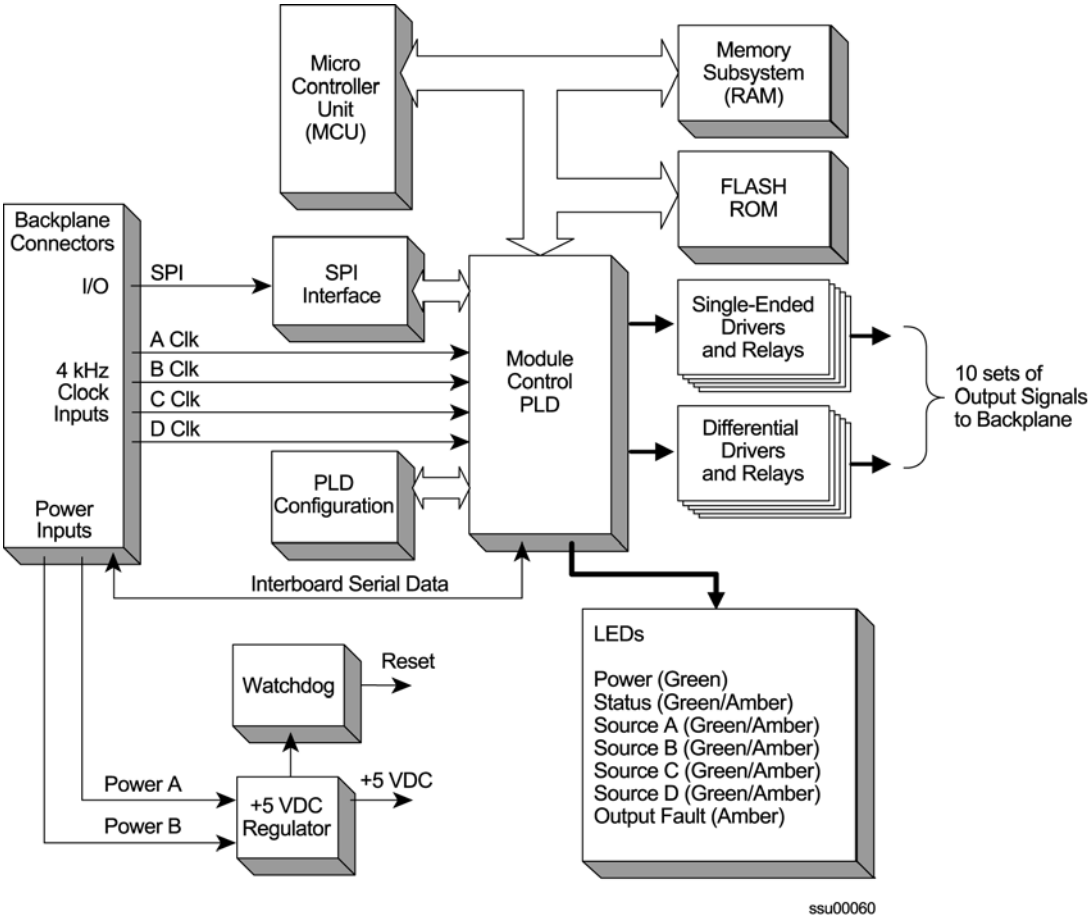 Micro
Controller
Unit
(MCU)
Memory
Subsystem
(RAM)
FLASH
ROM
Backplane
Connectors
I/O
4 kHz
Clock
Inputs
Power
Inputs
SPI
SPI
Interface
A Clk
B Clk
C Clk
D Clk
PLD
Configuration
Module
Control
PLD
Single-Ended
Drivers
and Relays
Differential
Drivers
and Relays
10 sets of
Output Signals
to Backplane
Interboard Serial Data
Watchdog
Reset
Power A
Power B
+5 VDC
Regulator
+5 VDC
LEDs
Power (Green)
Status (Green/Amber)
Source A (Green/Amber)
Source B (Green/Amber)
Source C (Green/Amber)
Source D (Green/Amber)
Output Fault (Amber)
ssu00060